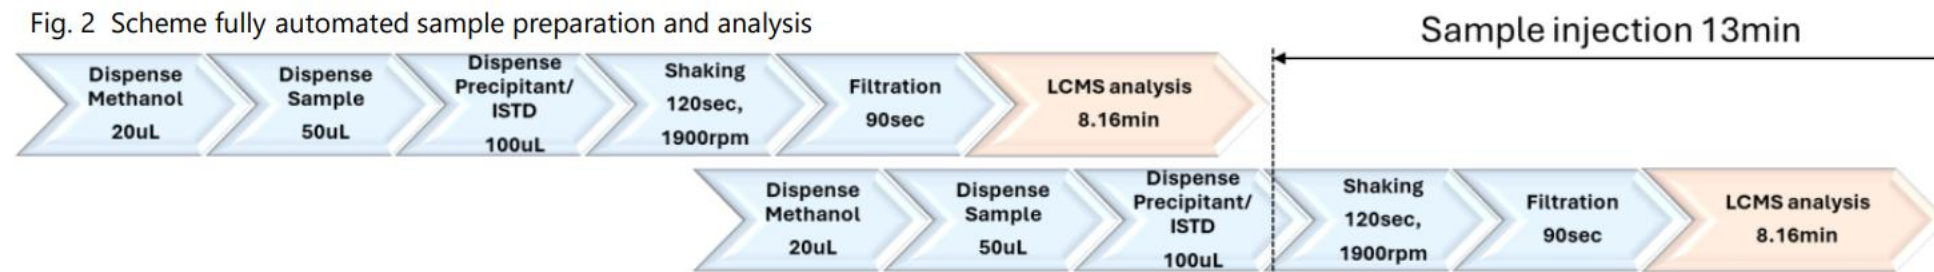 Fig. 2  Scheme fully automated sample preparation and analysis
Sample injection 13min
Dispense
Methanol
20uL
Dispense
Sample
50uL
Dispense
Precipitant/
ISTD
100uL
Shaking
120sec,
1900rpm
Filtration
90sec
LCMS analysis
8.16min
Dispense
Methanol
20uL
Dispense
Sample
50uL
Dispense
Precipitant/
ISTD
100uL
Shaking
120sec,
1900rpm
Filtration
90sec
LCMS analysis
8.16min